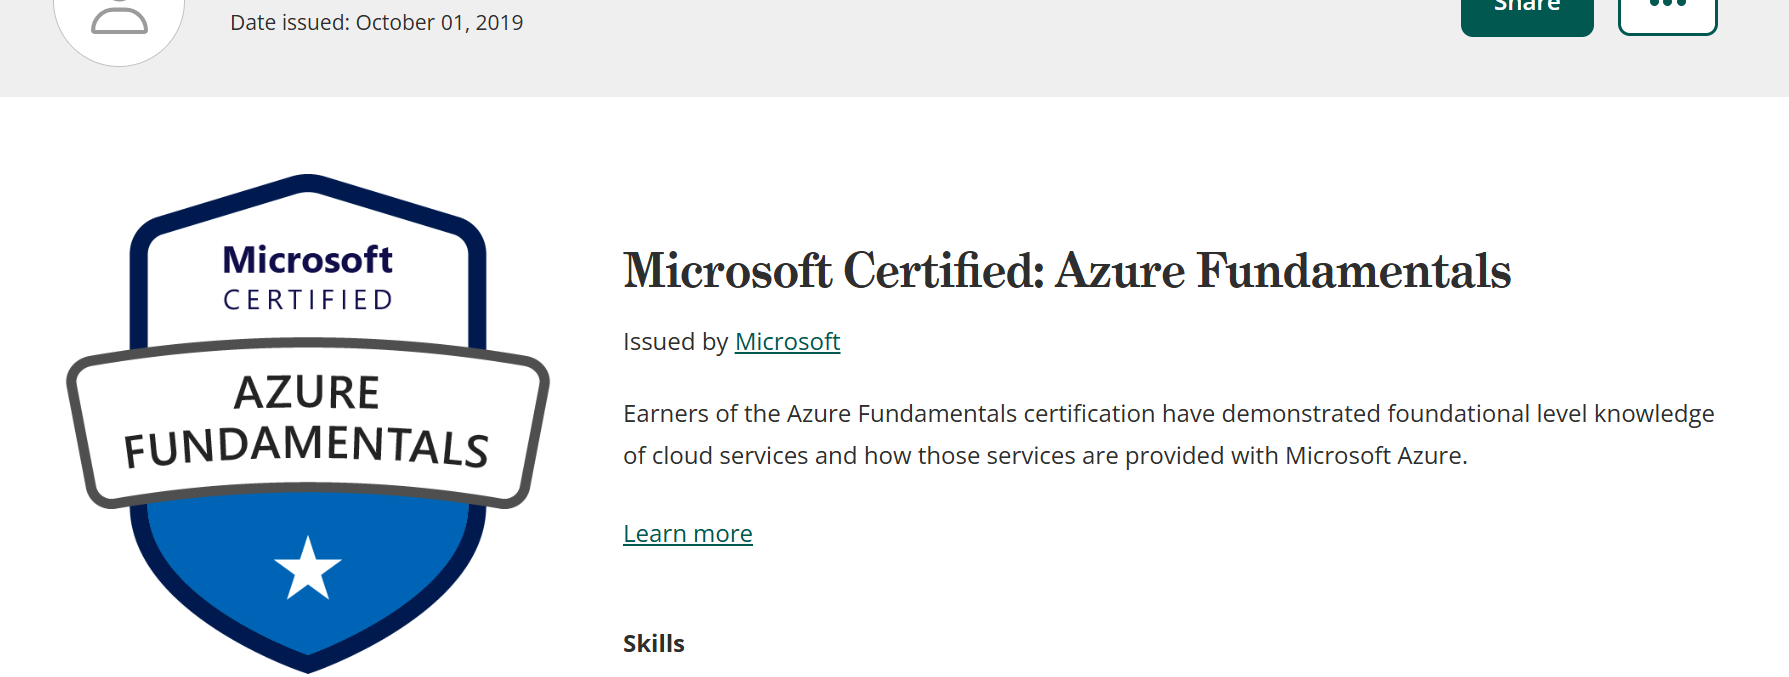 Date issued: October 01, 2019
Share
Microsoft
CERTIFIED
AZURE
FUNDAMENTALS
Microsoft Certified: Azure Fundamentals
Issued by Microsoft
Earners of the Azure Fundamentals certification have demonstrated foundational level knowledge
of cloud services and how those services are provided with Microsoft Azure.
Learn more
Skills